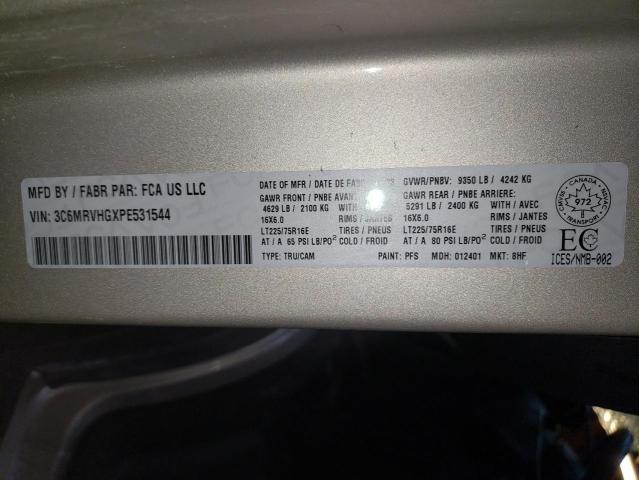 MFD BY / FABR PAR: FCA US LLC
VIN: 3C6MRVHGXPE531544
DATE OF MFR / DATE DE
GVWR/PNBV: 9350 LB / 4242 KG
GAWR FRONT / PNBE AVANT
4629 LB / 2100 KG WITH
16X6.0 RIMS / JANTES
LT225/75R16E TIRES / PNEUS
AT / A 65 PSI LB/PO² COLD / FROID
GAWR REAR / PNBE ARRIERE:
5291 LB / 2400 KG WITH / AVEC
16X6.0 RIMS / JANTES
LT225/75R16E TIRES / PNEUS
AT / A 80 PSI LB/PO² COLD / FROID
TYPE: TRU/CAM PAINT: PFS MDH: 012401 MKT: 8HF
CANADA
972
EC
ICES/NMB-002